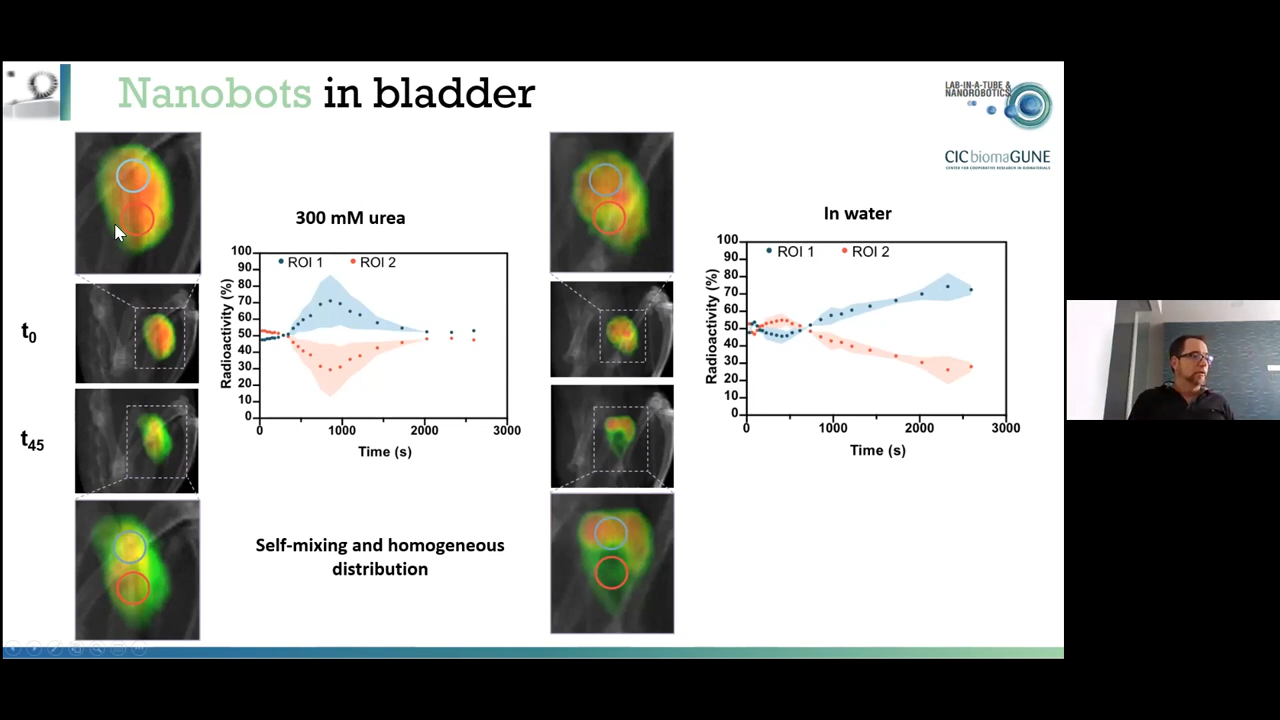 Nanobots in bladder
LAB-IN-A-TUBE &
NANOROBOTICS
CIC biomaGUNE
CENTER FOR COOPERATIVE RESEARCH IN BIOMATERIALS
300 mM urea
In water
ROI 1 ROI 2
100
90
80
70
60
50
40
30
20
10
0
Radioactivity (%)
0 1000 2000 3000
Time (s)
ROI 1 ROI 2
100
90
80
70
60
50
40
30
20
10
0
Radioactivity (%)
0 1000 2000 3000
Time (s)
t0
t45
Self-mixing and homogeneous
distribution